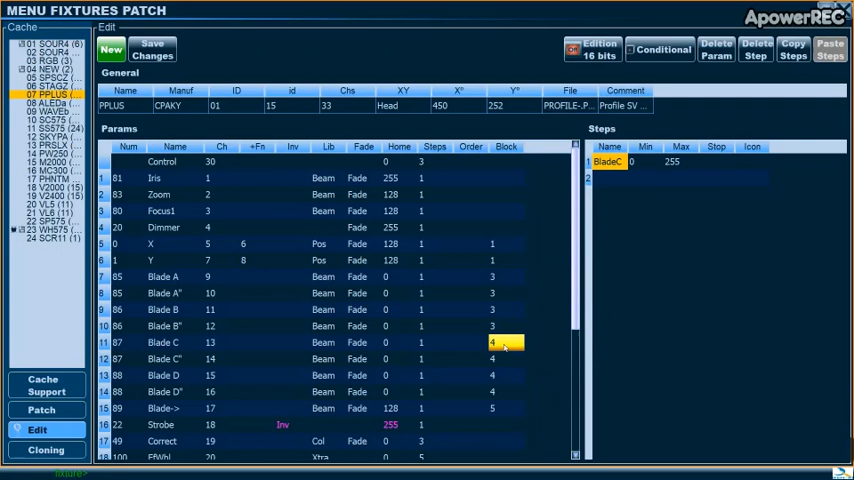 MENU FIXTURES PATCH
ApowerREC
Cache
Edit
01 SOUR4 (6)
02 SOUR4 ...
03 RGB (3)
04 NEW (2)
05 SPSCZ (...
06 STAGZ (...
07 PPLUS (...
08 ALEDa (...
09 WAVEb ...
10 SC575 (...
11 SS575 (24)
12 SKYPA (...
13 PRSLX (...
14 PW250 (...
15 M2000 (...
16 MC300 (...
17 PHNTM ...
18 V2000 (15)
19 V2400 (15)
20 VL5 (11)
21 VL6 (11)
22 SP575 (...
23 WH575 (...
24 SCR11 (1)
Cache Support
Patch
Edit
Cloning
New
Save Changes
Off Edition 16 bits
Conditional
Delete Param
Delete Step
Copy Steps
Paste Steps
General
Name Manuf ID id Chs XY Xº Yº File Comment
PPLUS CPAKY 01 15 33 Head 450 252 PROFILE-.P... Profile SV ...
Params
Num Name Ch +Fn Inv Lib Fade Home Steps Order Block
Control 30 0 3
1 81 Iris 1 Beam Fade 255 1
2 83 Zoom 2 Beam Fade 128 1
3 80 Focus1 3 Beam Fade 128 1
4 20 Dimmer 4 Fade 255 1
5 0 X 5 6 Pos Fade 128 1 1
6 1 Y 7 8 Pos Fade 128 1 1
7 85 Blade A 9 Beam Fade 0 1 3
8 85 Blade A" 10 Beam Fade 0 1 3
9 86 Blade B 11 Beam Fade 0 1 3
10 86 Blade B" 12 Beam Fade 0 1 3
11 87 Blade C 13 Beam Fade 0 1 4
12 87 Blade C" 14 Beam Fade 0 1 4
13 88 Blade D 15 Beam Fade 0 1 4
14 88 Blade D" 16 Beam Fade 0 1 4
15 89 Blade-> 17 Beam Fade 128 1 5
16 22 Strobe 18 Inv 255 1
17 49 Correct 19 Col Fade 0 3
18 100 EfWhl 20 Xtra 0 5
Steps
Name Min Max Stop Icon
1 BladeC 0 255
2
fixture>